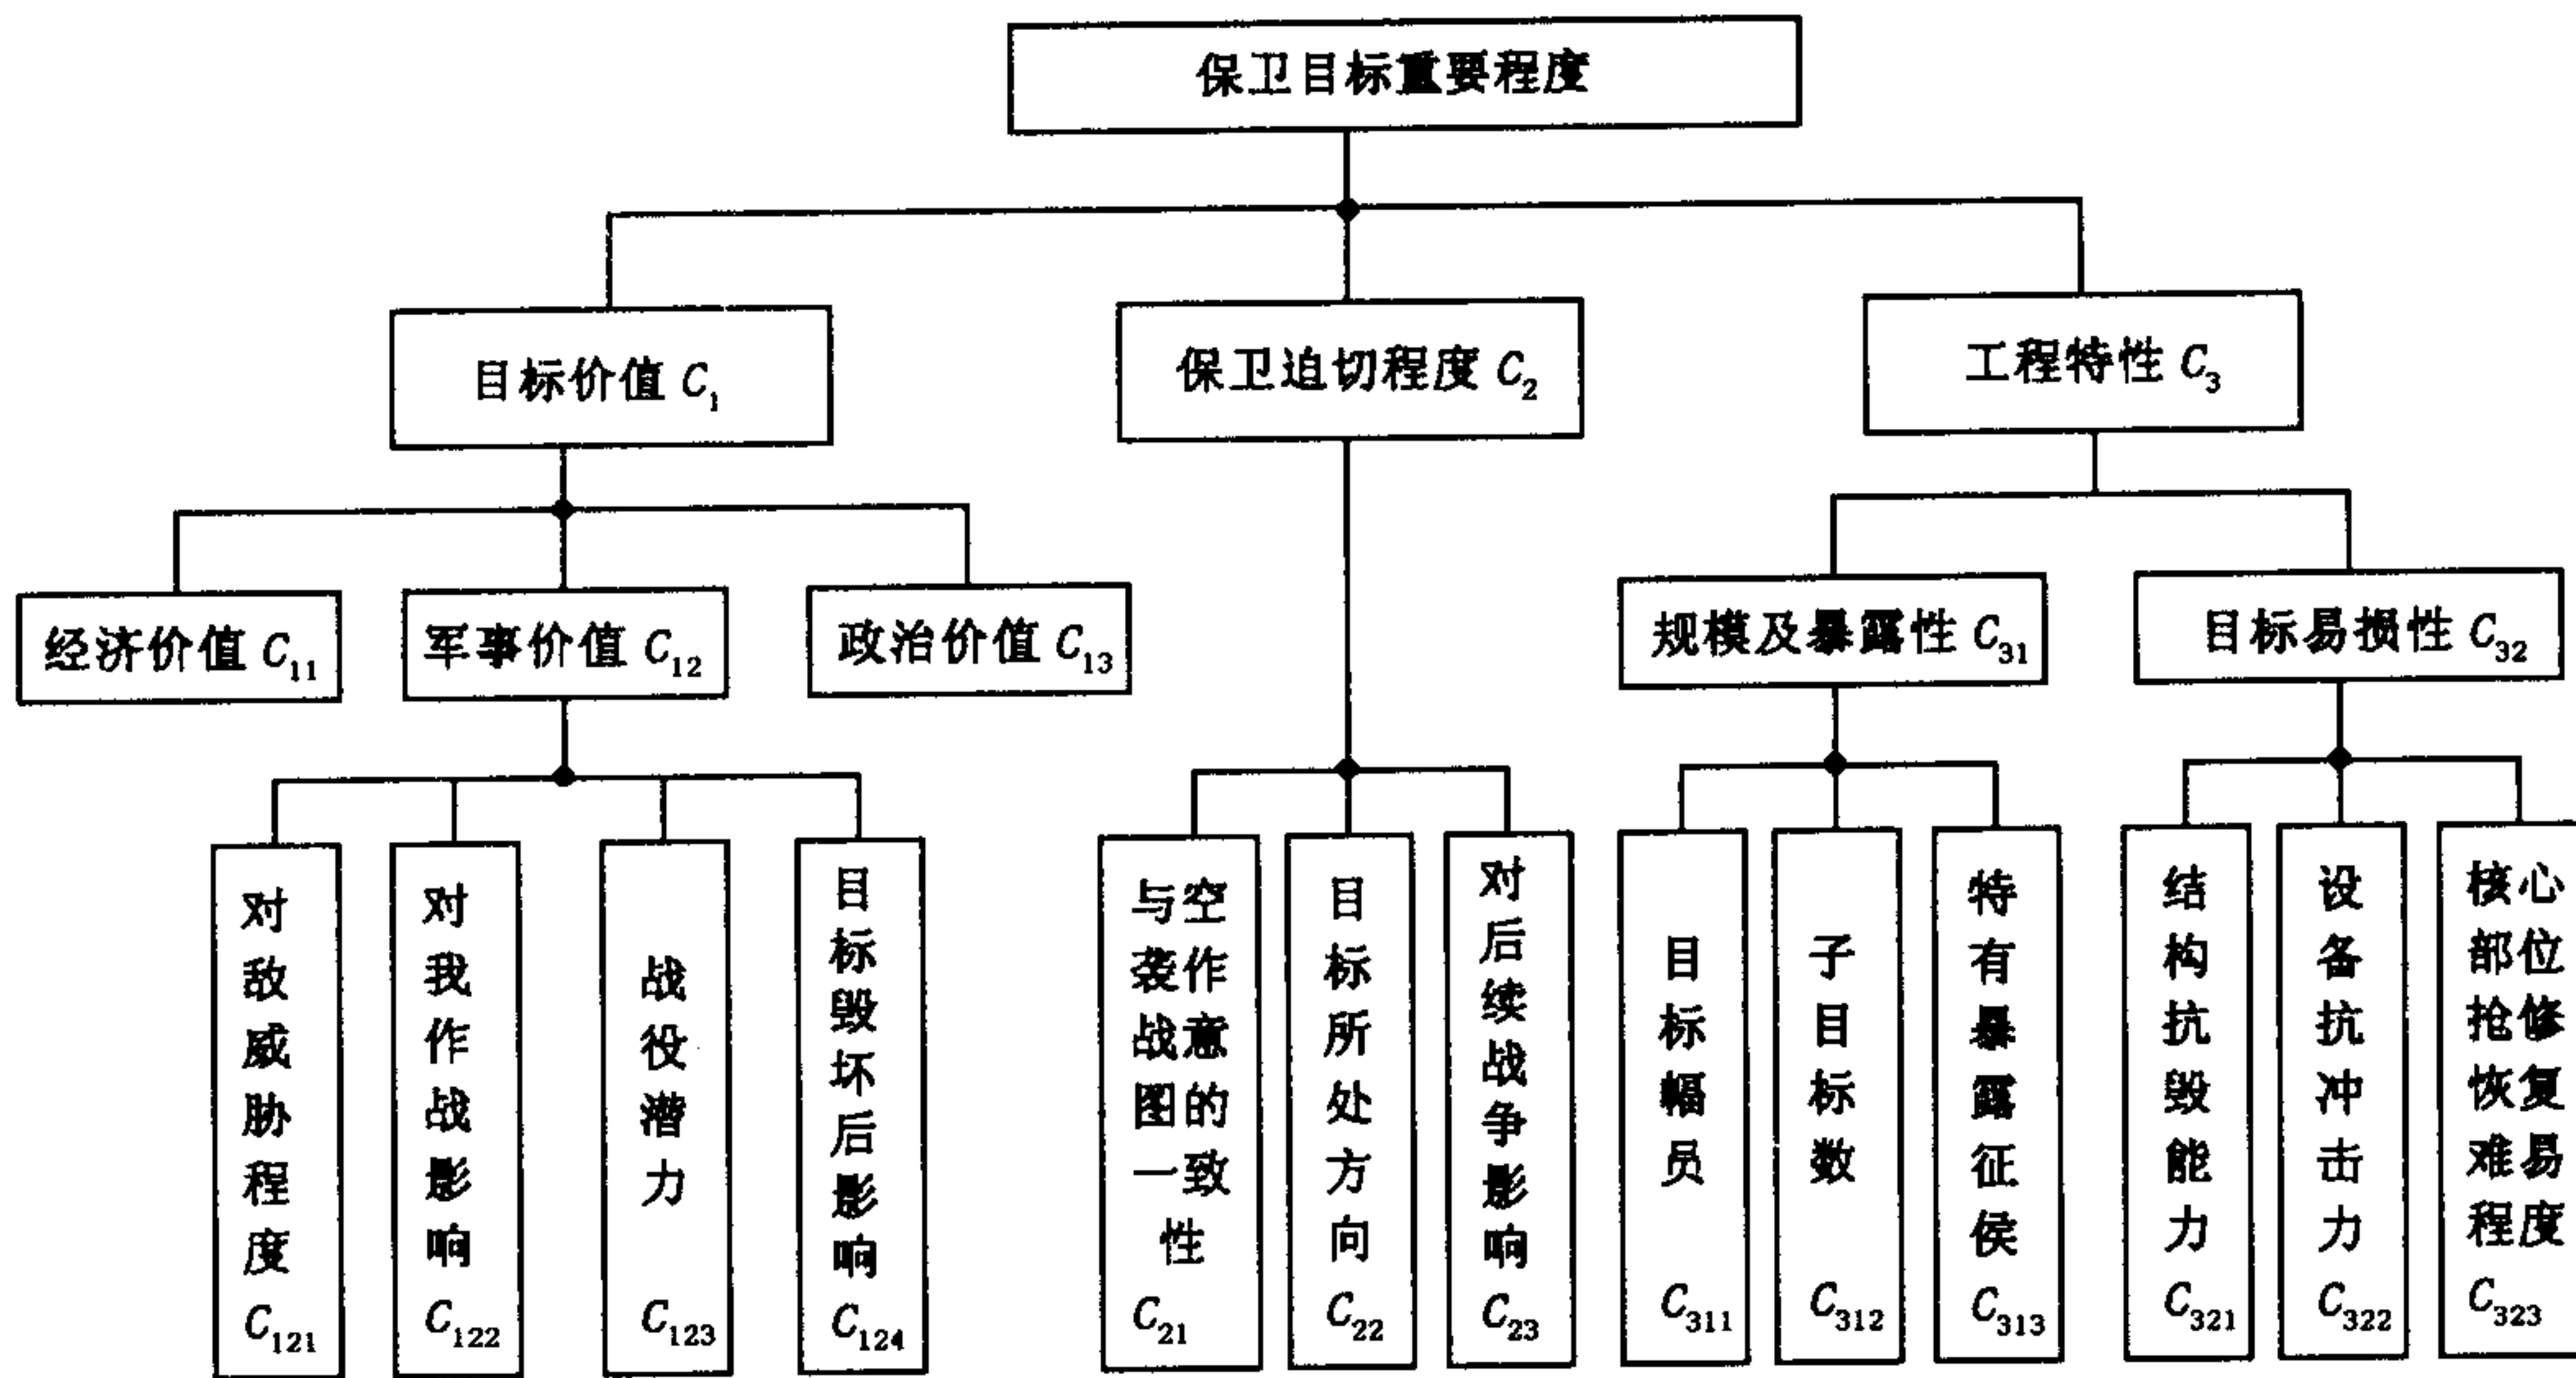 保卫目标重要程度
目标价值 C1
保卫迫切程度 C2
工程特性 C3
经济价值 C11
军事价值 C12
政治价值 C13
规模及暴露性 C31
目标易损性 C32
对敌威胁程度 C121
对我作战影响 C122
战役潜力 C123
目标毁坏后影响 C124
与空袭作战意图的一致性 C21
目标所处方向 C22
对后续战争影响 C23
目标幅员 C311
子目标数 C312
特有暴露征侯 C313
结构抗毁能力 C321
设备抗冲击力 C322
核心部位抢修恢复难易程度 C323